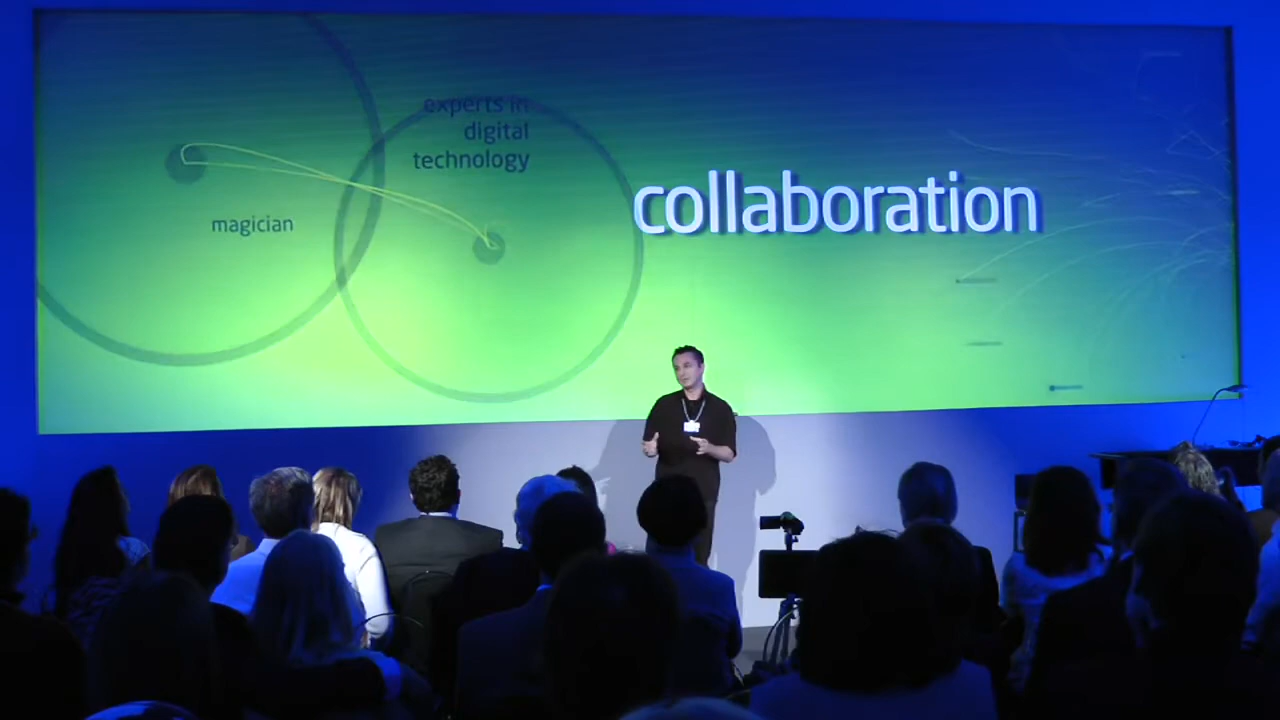 experts in
digital
technology
magician
collaboration